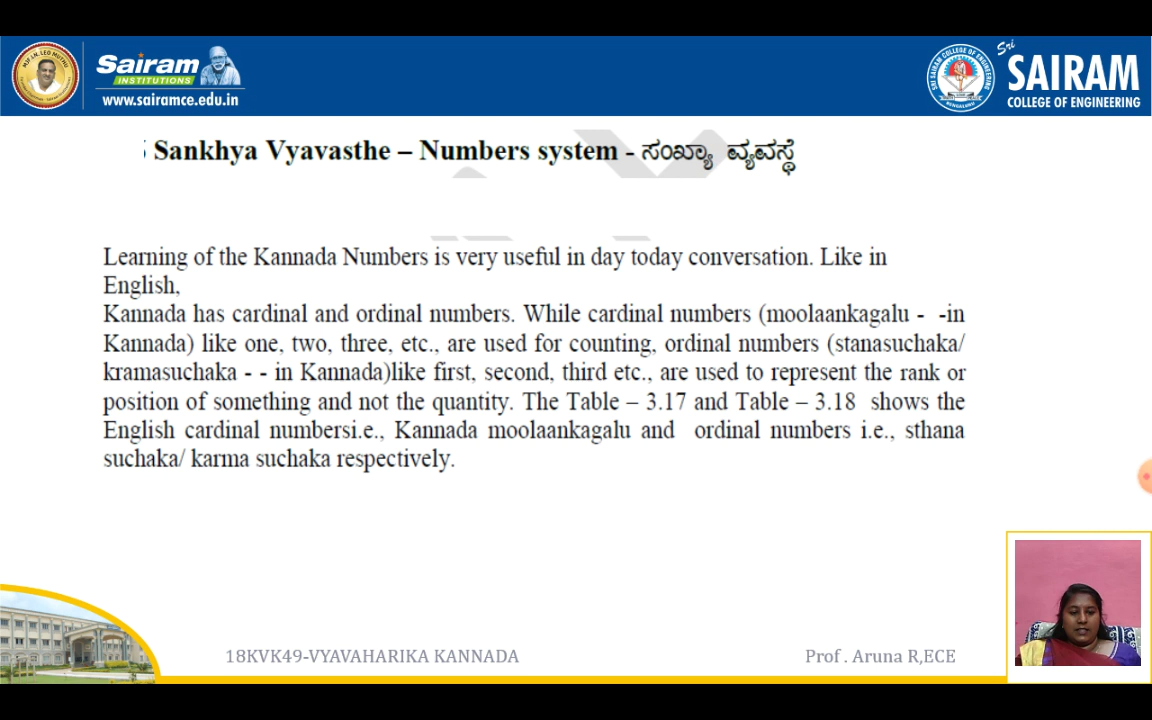 Sairam
INSTITUTIONS
www.sairamce.edu.in
Sri
SAIRAM
COLLEGE OF ENGINEERING
Sankhya Vyavasthe – Numbers system - ಸಂಖ್ಯಾ ವ್ಯವಸ್ಥೆ
Learning of the Kannada Numbers is very useful in day today conversation. Like in
English,
Kannada has cardinal and ordinal numbers. While cardinal numbers (moolaankagalu - -in
Kannada) like one, two, three, etc., are used for counting, ordinal numbers (stanasuchaka/
kramasuchaka - - in Kannada)like first, second, third etc., are used to represent the rank or
position of something and not the quantity. The Table – 3.17 and Table – 3.18 shows the
English cardinal numbersi.e., Kannada moolaankagalu and ordinal numbers i.e., sthana
suchaka/ karma suchaka respectively.
18KVK49-VYAVAHARIKA KANNADA
Prof . Aruna R,ECE